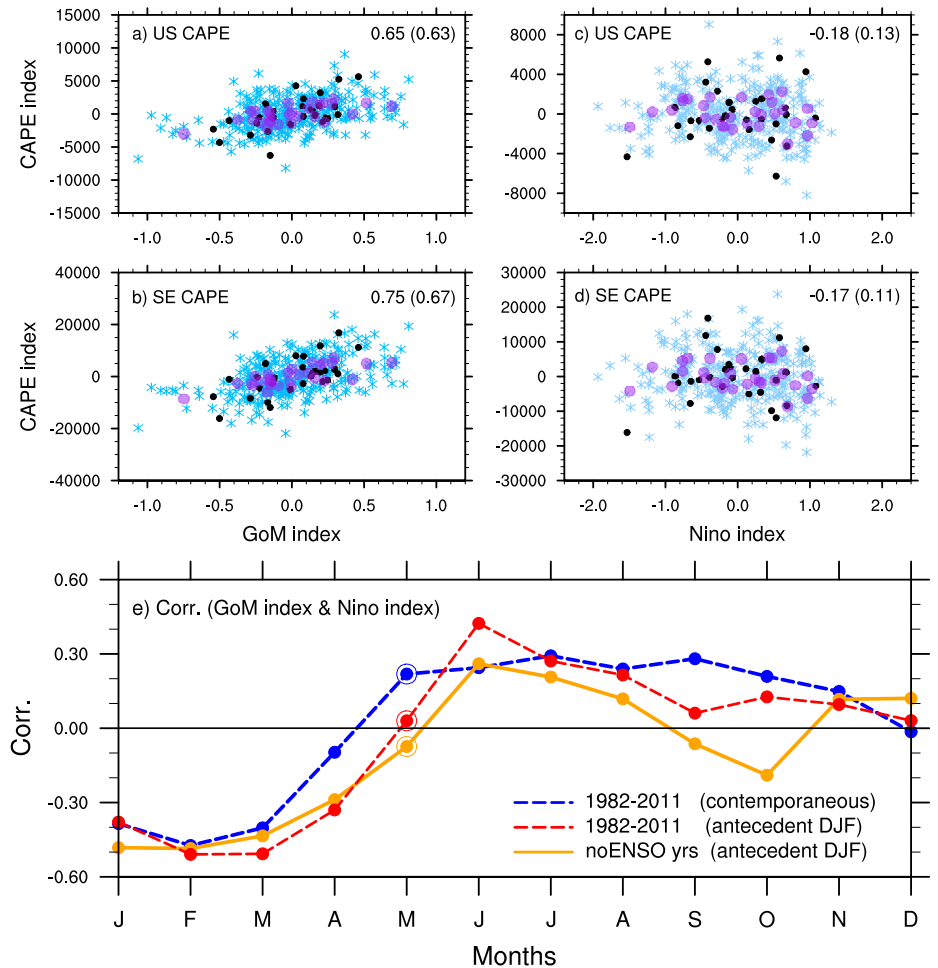 a) US CAPE 0.65 (0.63)
15000
10000
5000
0
-5000
-10000
-15000
CAPE index
-1.0 -0.5 0.0 0.5 1.0
c) US CAPE -0.18 (0.13)
8000
4000
0
-4000
-8000
-2.0 -1.0 0.0 1.0 2.0
b) SE CAPE 0.75 (0.67)
40000
20000
0
-20000
-40000
CAPE index
-1.0 -0.5 0.0 0.5 1.0
GoM index
d) SE CAPE -0.17 (0.11)
30000
20000
10000
0
-10000
-20000
-30000
-2.0 -1.0 0.0 1.0 2.0
Nino index
e) Corr. (GoM index & Nino index)
0.60
0.30
0.00
-0.30
-0.60
Corr.
1982-2011 (contemporaneous)
1982-2011 (antecedent DJF)
noENSO yrs (antecedent DJF)
J F M A M J J A S O N D
Months